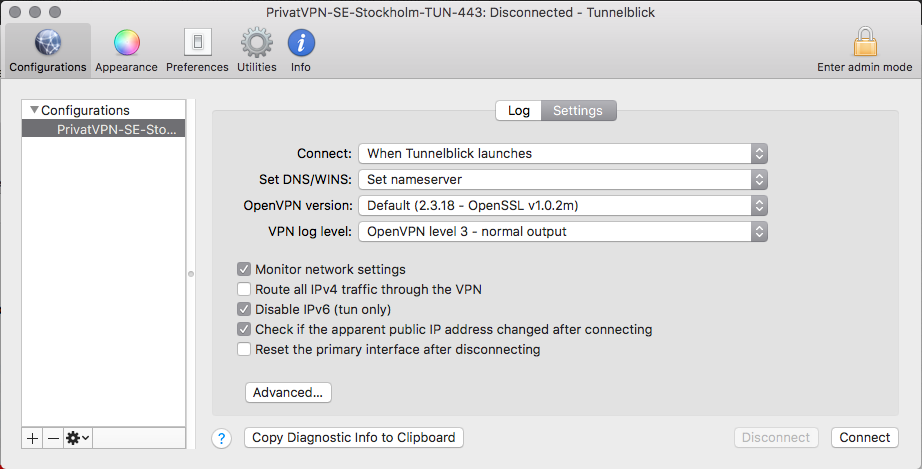 PrivatVPN-SE-Stockholm-TUN-443: Disconnected - Tunnelblick
Configurations
Appearance
Preferences
Utilities
Info
Enter admin mode
Configurations
PrivatVPN-SE-Sto...
Log
Settings
Connect: When Tunnelblick launches
Set DNS/WINS: Set nameserver
OpenVPN version: Default (2.3.18 - OpenSSL v1.0.2m)
VPN log level: OpenVPN level 3 - normal output
Monitor network settings
Route all IPv4 traffic through the VPN
Disable IPv6 (tun only)
Check if the apparent public IP address changed after connecting
Reset the primary interface after disconnecting
Advanced...
? Copy Diagnostic Info to Clipboard
Disconnect
Connect